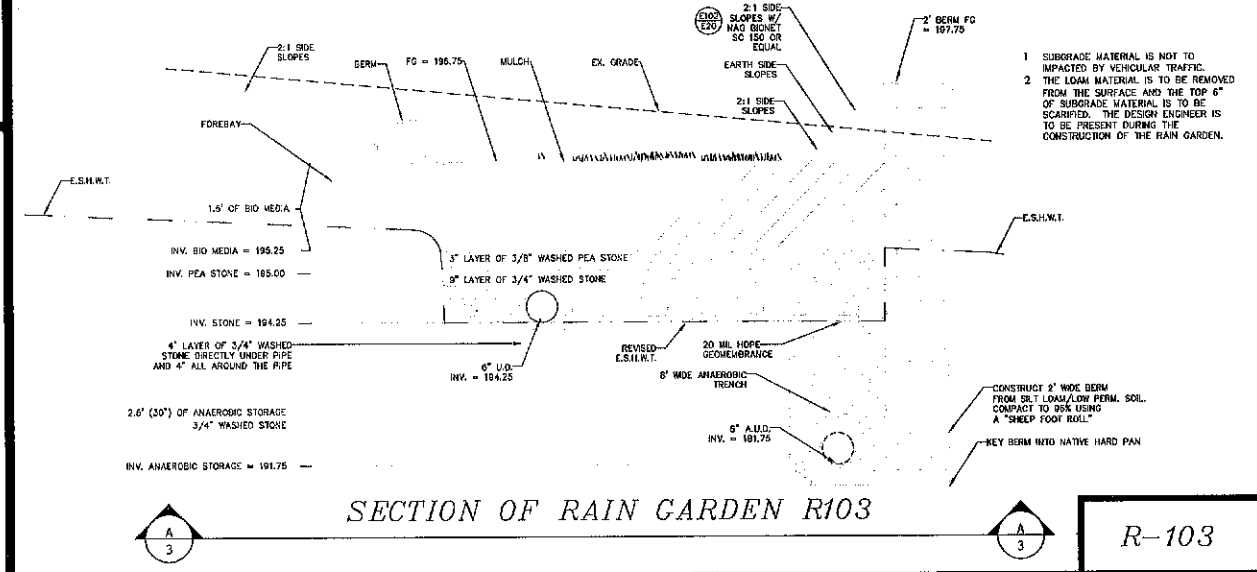 2:1 SIDE
SLOPES
BERM
FG = 196.75
MULCH
EX. GRADE
E102
E20
2:1 SIDE
SLOPES W/
NAG BIONET
SC 150 OR
EQUAL
EARTH SIDE
SLOPES
2:1 SIDE
SLOPES
2' BERM FG
= 197.75
1 SUBGRADE MATERIAL IS NOT TO
IMPACTED BY VEHICULAR TRAFFIC.
2 THE LOAM MATERIAL IS TO BE REMOVED
FROM THE SURFACE AND THE TOP 6"
OF SUBGRADE MATERIAL IS TO BE
SCARIFIED. THE DESIGN ENGINEER IS
TO BE PRESENT DURING THE
CONSTRUCTION OF THE RAIN GARDEN.
FOREBAY
E.S.H.W.T.
1.5' OF BIO MEDIA
INV. BIO MEDIA = 195.25
INV. PEA STONE = 195.00
INV. STONE = 194.25
3" LAYER OF 3/8" WASHED PEA STONE
9" LAYER OF 3/4" WASHED STONE
E.S.H.W.T.
4" LAYER OF 3/4" WASHED
STONE DIRECTLY UNDER PIPE
AND 4" ALL AROUND THE PIPE
6" U.D.
INV. = 194.25
REVISED
E.S.H.W.T.
20 MIL HDPE
GEOMEMBRANCE
8' WIDE ANAEROBIC
TRENCH
2.5' (30") OF ANAEROBIC STORAGE
3/4" WASHED STONE
6" A.U.D.
INV. = 191.75
CONSTRUCT 2' WIDE BERM
FROM SILT LOAM/LOW PERM. SOIL.
COMPACT TO 95% USING
A "SHEEP FOOT ROLL"
KEY BERM INTO NATIVE HARD PAN
INV. ANAEROBIC STORAGE = 191.75
SECTION OF RAIN GARDEN R103
A
3
A
3
R-103